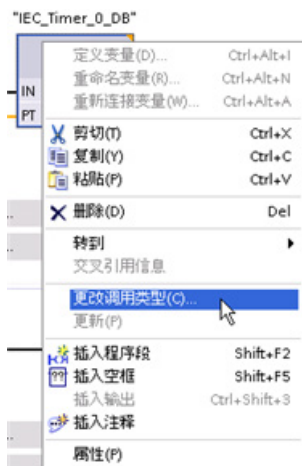 "IEC_Timer_0_DB"
IN
PT
定义变量(D)... Ctrl+Alt+I
重命名变量(R)... Ctrl+Alt+N
重新连接变量(W)... Ctrl+Alt+A
剪切(T) Ctrl+X
复制(Y) Ctrl+C
粘贴(P) Ctrl+V
删除(D) Del
转到
交叉引用信息
更改调用类型(C)...
更新(P)
插入程序段 Shift+F2
插入空框 Shift+F5
插入输出 Ctrl+Shift+3
插入注释
属性(P)